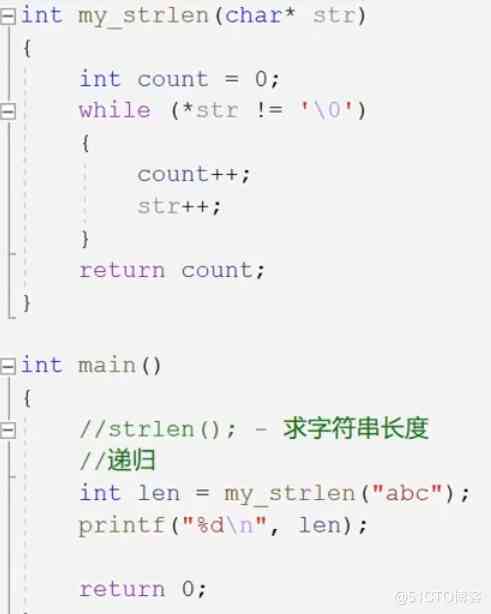 int my_strlen(char* str)
{
    int count = 0;
    while (*str != '\0')
    {
        count++;
        str++;
    }
    return count;
}
int main()
{
    //strlen(); - 求字符串长度
    //递归
    int len = my_strlen("abc");
    printf("%d\n", len);
    return 0;
@51CTO博客